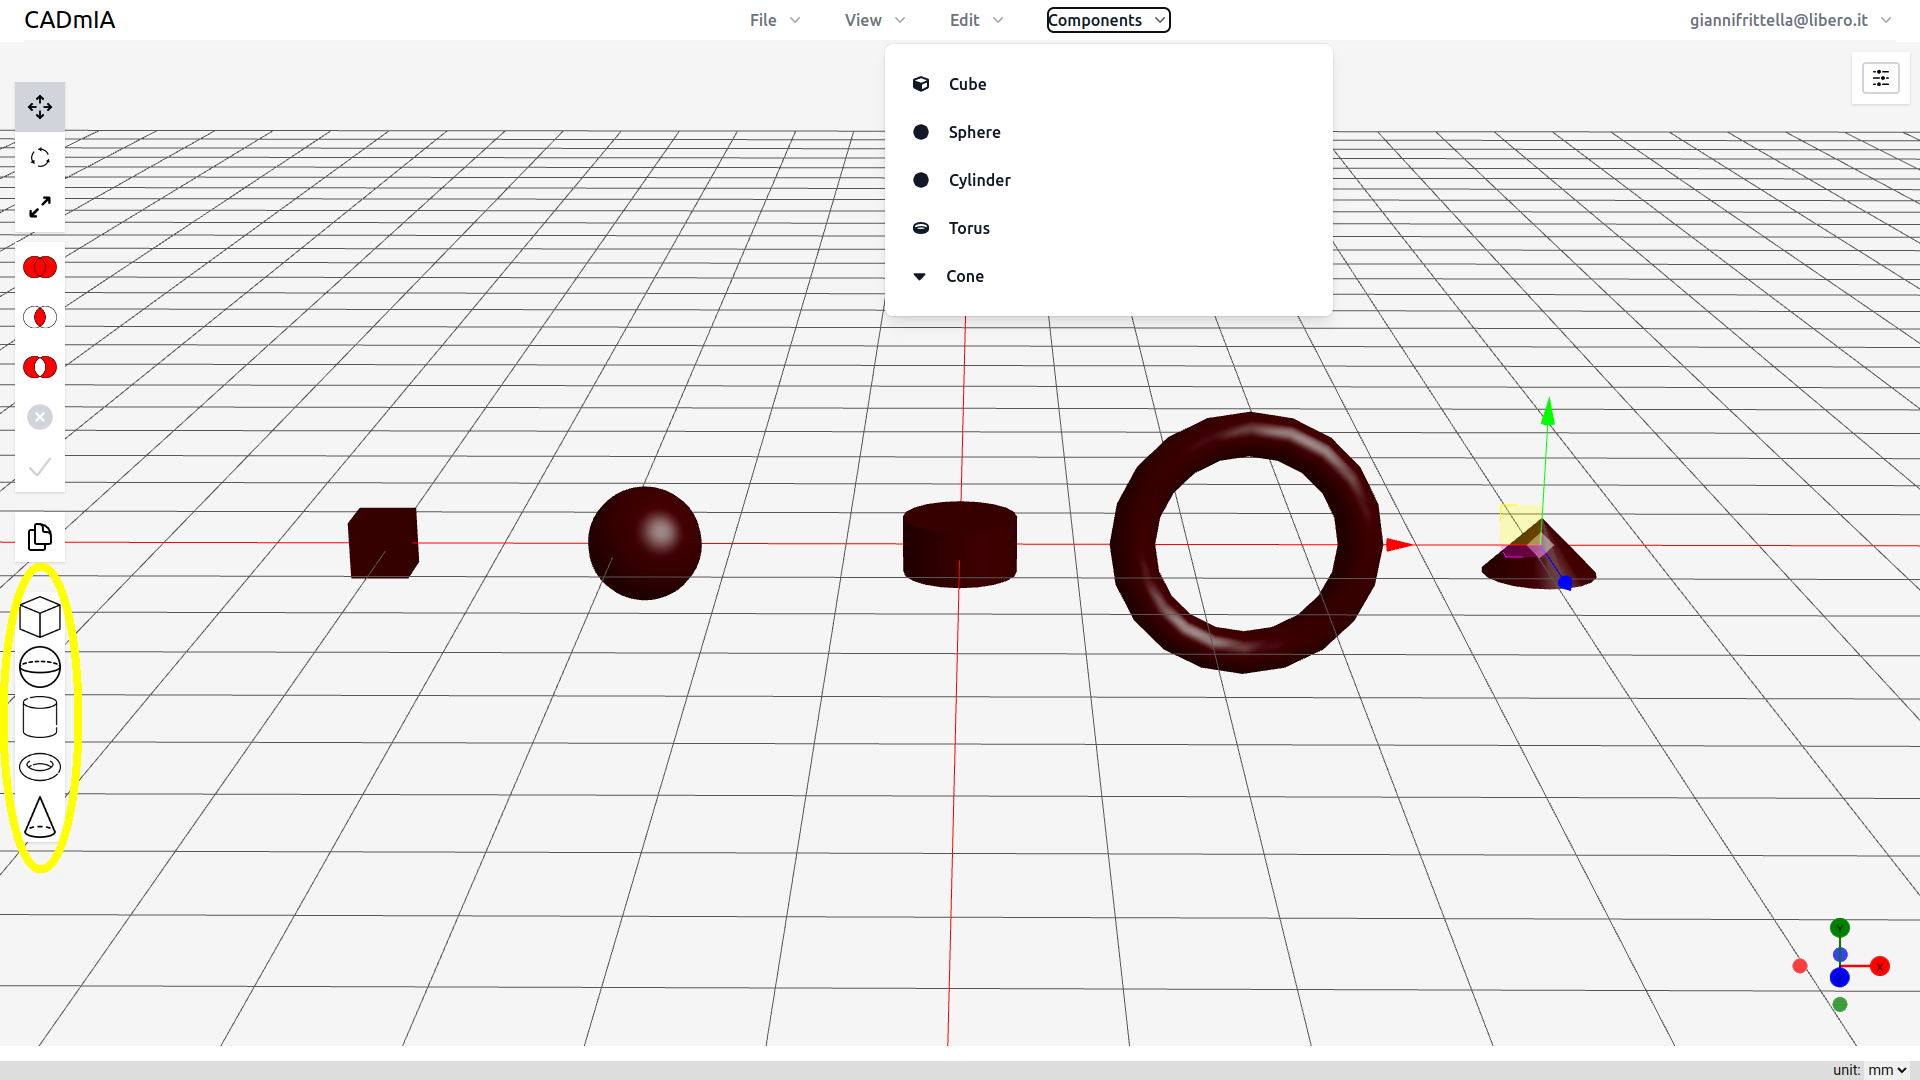 CADmIA
File View Edit Components
giannifrittella@libero.it
Cube
Sphere
Cylinder
Torus
Cone
Y
X
unit: mm